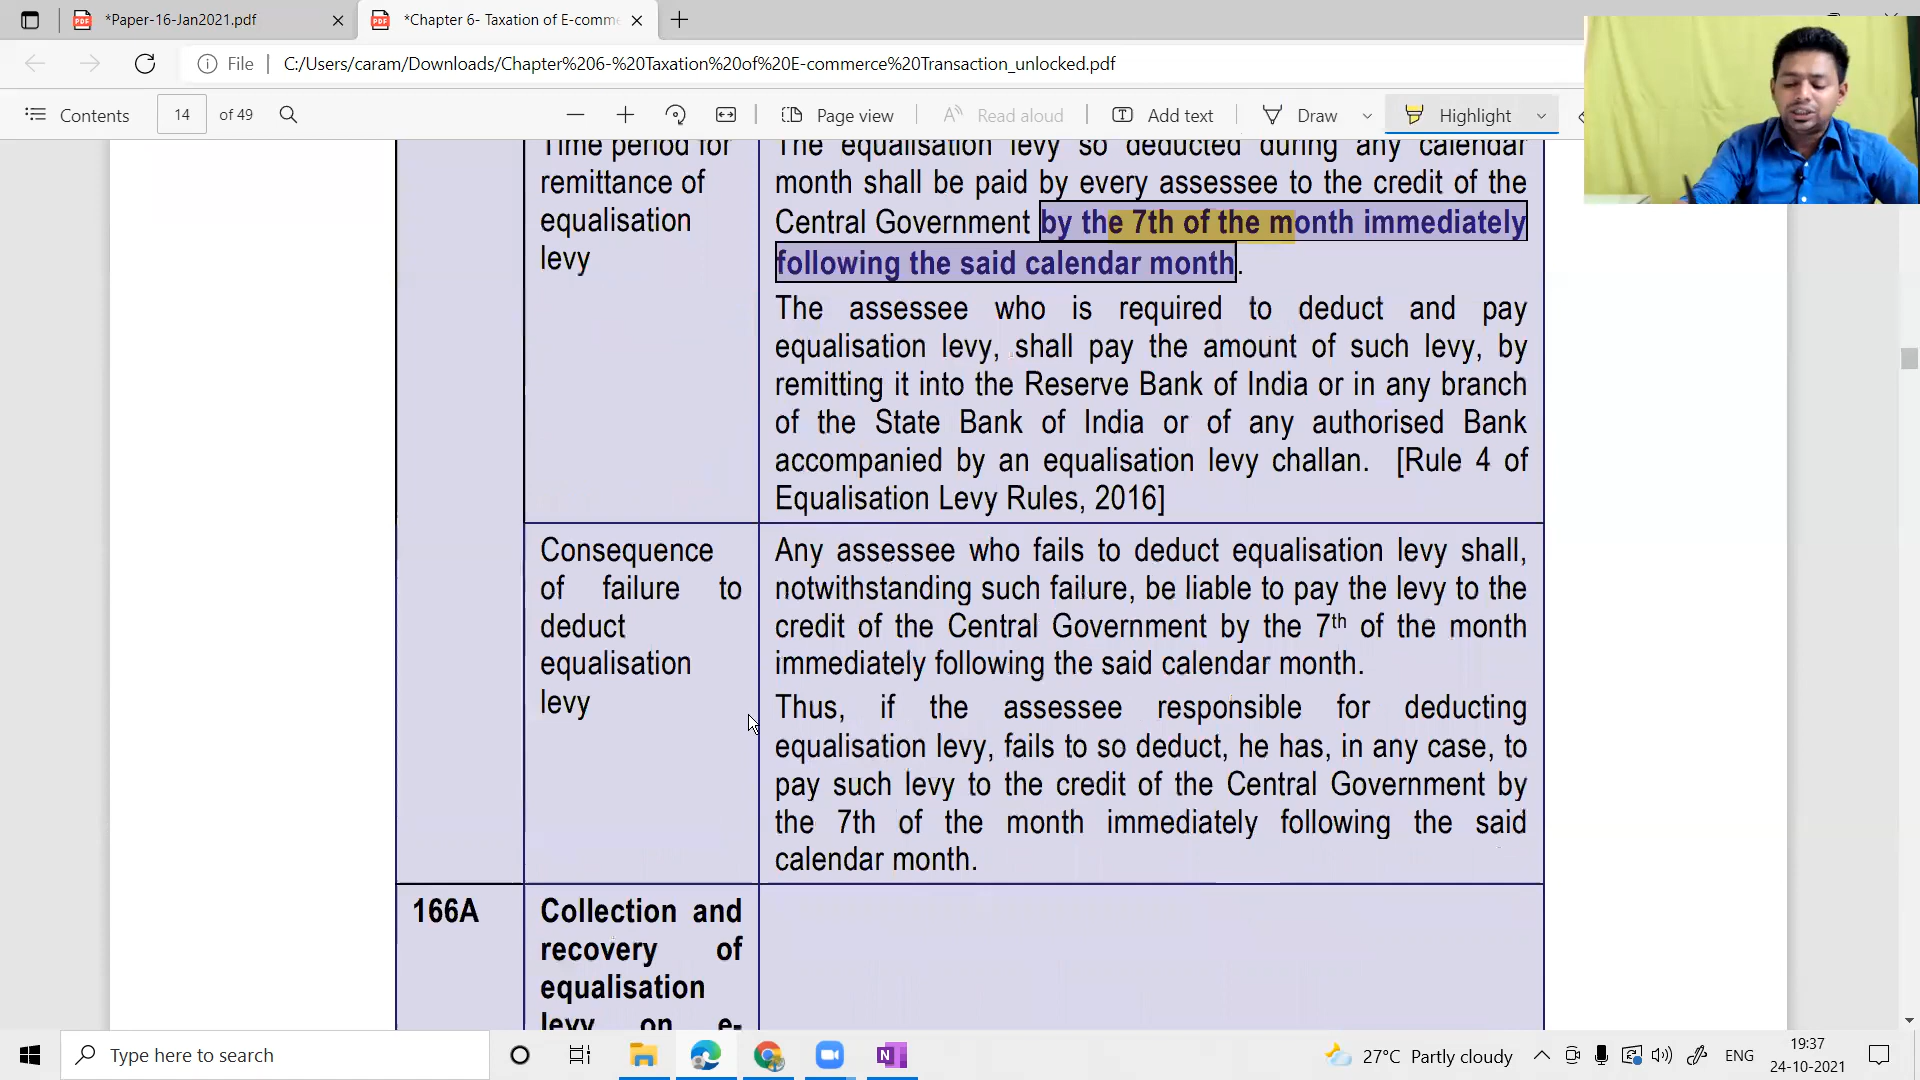 *Paper-16-Jan2021.pdf
*Chapter 6- Taxation of E-comme
File
C:/Users/caram/Downloads/Chapter%206-%20Taxation%20of%20E-commerce%20Transaction_unlocked.pdf
Contents
14
of 49
Page view
Read aloud
Add text
Draw
Highlight
Time period for
remittance of
equalisation
levy
The equalisation levy so deducted during any calendar
month shall be paid by every assessee to the credit of the
Central Government by the 7th of the month immediately
following the said calendar month.
The assessee who is required to deduct and pay
equalisation levy, shall pay the amount of such levy, by
remitting it into the Reserve Bank of India or in any branch
of the State Bank of India or of any authorised Bank
accompanied by an equalisation levy challan. [Rule 4 of
Equalisation Levy Rules, 2016]
Consequence
of failure to
deduct
equalisation
levy
Any assessee who fails to deduct equalisation levy shall,
notwithstanding such failure, be liable to pay the levy to the
credit of the Central Government by the 7th of the month
immediately following the said calendar month.
Thus, if the assessee responsible for deducting
equalisation levy, fails to so deduct, he has, in any case, to
pay such levy to the credit of the Central Government by
the 7th of the month immediately following the said
calendar month.
166A
Collection and
recovery of
equalisation
levy on e-
Type here to search
27°C Partly cloudy
ENG
19:37
24-10-2021